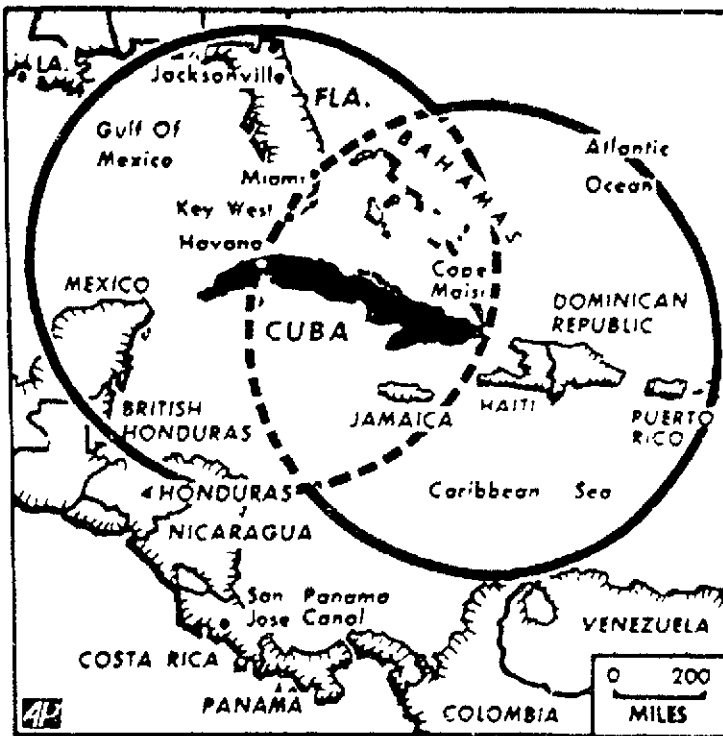 LA.
Jacksonville
FLA.
Gulf Of
Mexico
Atlantic
Ocean
BAHAMAS
Miami
Key West
Havana
Cape
Maisi
MEXICO
DOMINICAN
REPUBLIC
CUBA
BRITISH
HONDURAS
JAMAICA
HAITI
PUERTO
RICO
HONDURAS
Caribbean Sea
NICARAGUA
San Panama
Jose Canal
VENEZUELA
COSTA RICA
PANAMA
COLOMBIA
0 200
MILES
AP